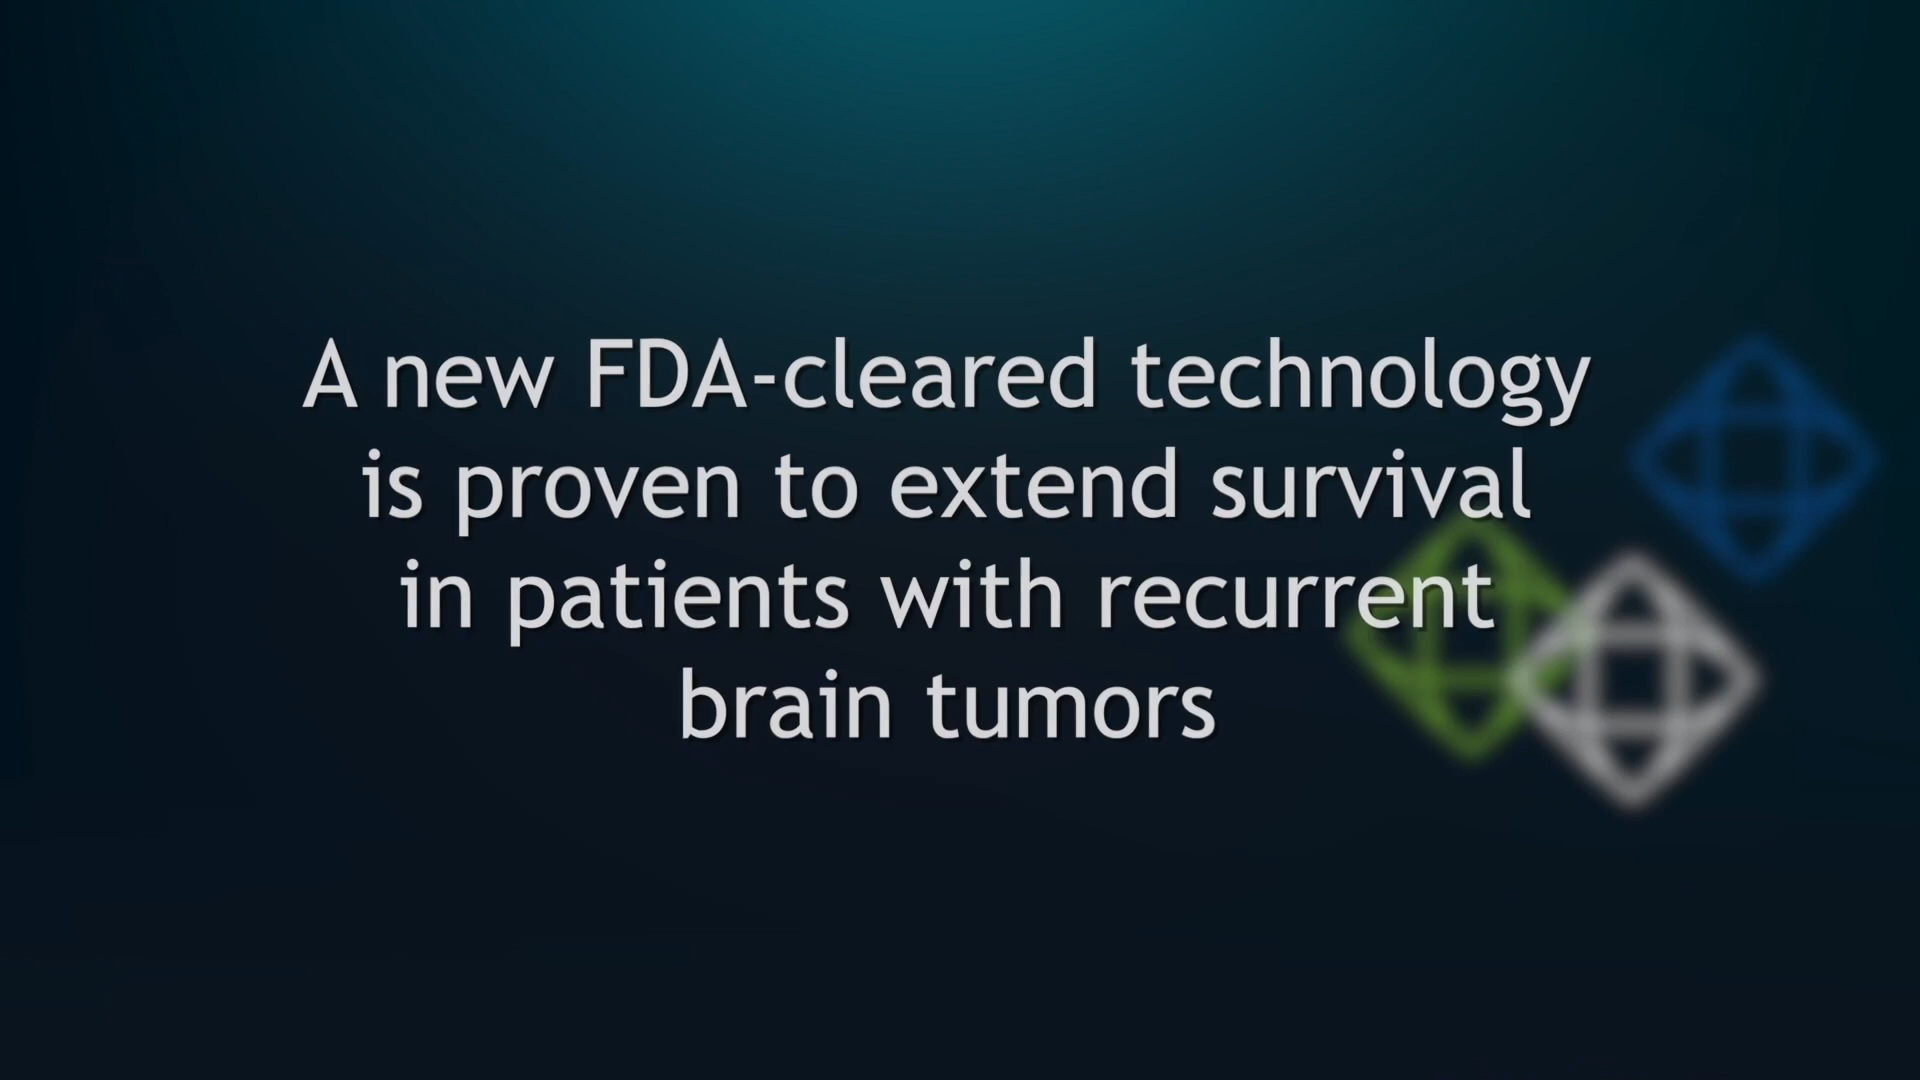 A new FDA-cleared technology
is proven to extend survival
in patients with recurrent
brain tumors